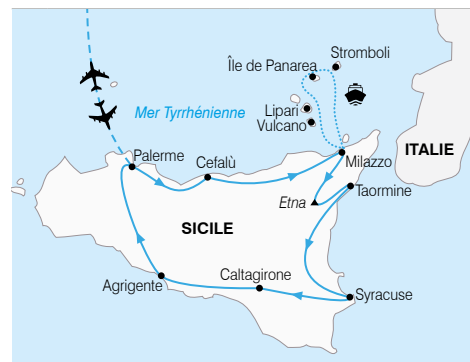 Stromboli
Île de Panarea
Mer Tyrrhénienne
Lipari
Vulcano
ITALIE
Palerme
Cefalù
Milazzo
Taormine
Etna
SICILE
Agrigente
Caltagirone
Syracuse